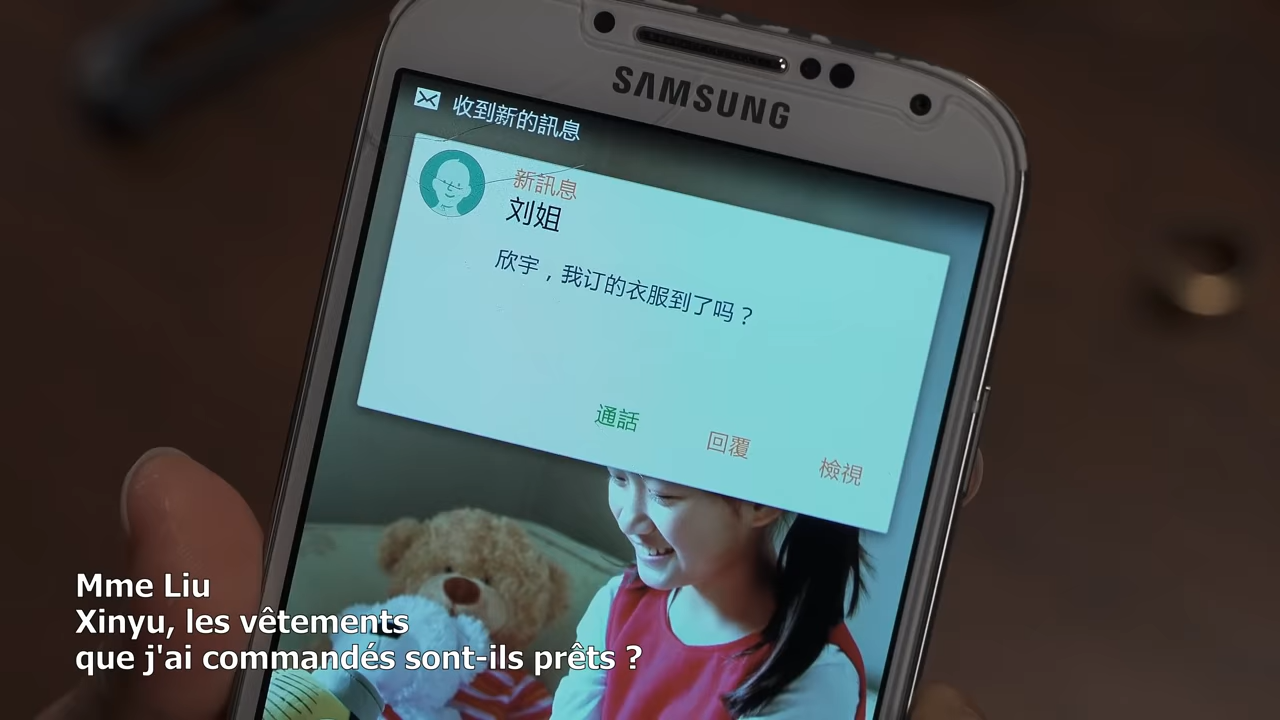 SAMSUNG
收到新的訊息
新訊息
刘姐
欣宇，我订的衣服到了吗？
通話
回覆
檢視
Mme Liu
Xinyu, les vêtements
que j'ai commandés sont-ils prêts ?